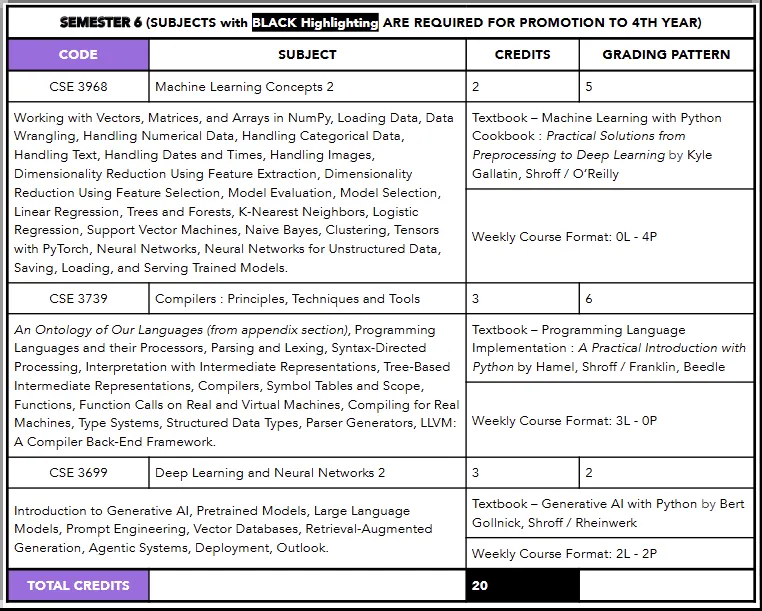 SEMESTER 6 (SUBJECTS with BLACK Highlighting ARE REQUIRED FOR PROMOTION TO 4TH YEAR)
CODE SUBJECT CREDITS GRADING PATTERN
CSE 3968 Machine Learning Concepts 2 2 5
Working with Vectors, Matrices, and Arrays in NumPy, Loading Data, Data
Wrangling, Handling Numerical Data, Handling Categorical Data,
Handling Text, Handling Dates and Times, Handling Images,
Dimensionality Reduction Using Feature Extraction, Dimensionality
Reduction Using Feature Selection, Model Evaluation, Model Selection,
Linear Regression, Trees and Forests, K-Nearest Neighbors, Logistic
Regression, Support Vector Machines, Naive Bayes, Clustering, Tensors
with PyTorch, Neural Networks, Neural Networks for Unstructured Data,
Saving, Loading, and Serving Trained Models.
Textbook – Machine Learning with Python
Cookbook : Practical Solutions from
Preprocessing to Deep Learning by Kyle
Gallatin, Shroff / O’Reilly
Weekly Course Format: 0L - 4P
CSE 3739 Compilers : Principles, Techniques and Tools 3 6
An Ontology of Our Languages (from appendix section), Programming
Languages and their Processors, Parsing and Lexing, Syntax-Directed
Processing, Interpretation with Intermediate Representations, Tree-Based
Intermediate Representations, Compilers, Symbol Tables and Scope,
Functions, Function Calls on Real and Virtual Machines, Compiling for Real
Machines, Type Systems, Structured Data Types, Parser Generators, LLVM:
A Compiler Back-End Framework.
Textbook – Programming Language
Implementation : A Practical Introduction with
Python by Hamel, Shroff / Franklin, Beedle
Weekly Course Format: 3L - 0P
CSE 3699 Deep Learning and Neural Networks 2 3 2
Introduction to Generative AI, Pretrained Models, Large Language
Models, Prompt Engineering, Vector Databases, Retrieval-Augmented
Generation, Agentic Systems, Deployment, Outlook.
Textbook – Generative AI with Python by Bert
Gollnick, Shroff / Rheinwerk
Weekly Course Format: 2L - 2P
TOTAL CREDITS 20